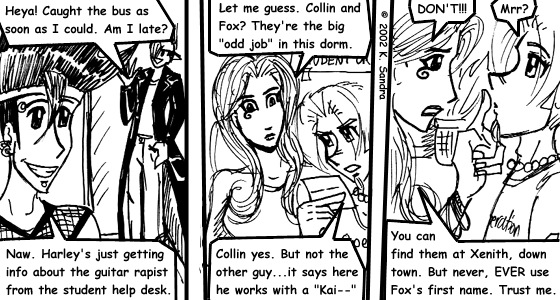 Heya! Caught the bus as
soon as I could. Am I late?
Naw. Harley's just getting
info about the guitar rapist
from the student help desk.
Let me guess. Collin and
Fox? They're the big
"odd job" in this dorm.
Collin yes. But not the
other guy...it says here
he works with a "Kai--"
© 2002 K. Sandra
DON'T!!!
Mrr?
You can
find them at Xenith, down
town. But never, EVER use
Fox's first name. Trust me.